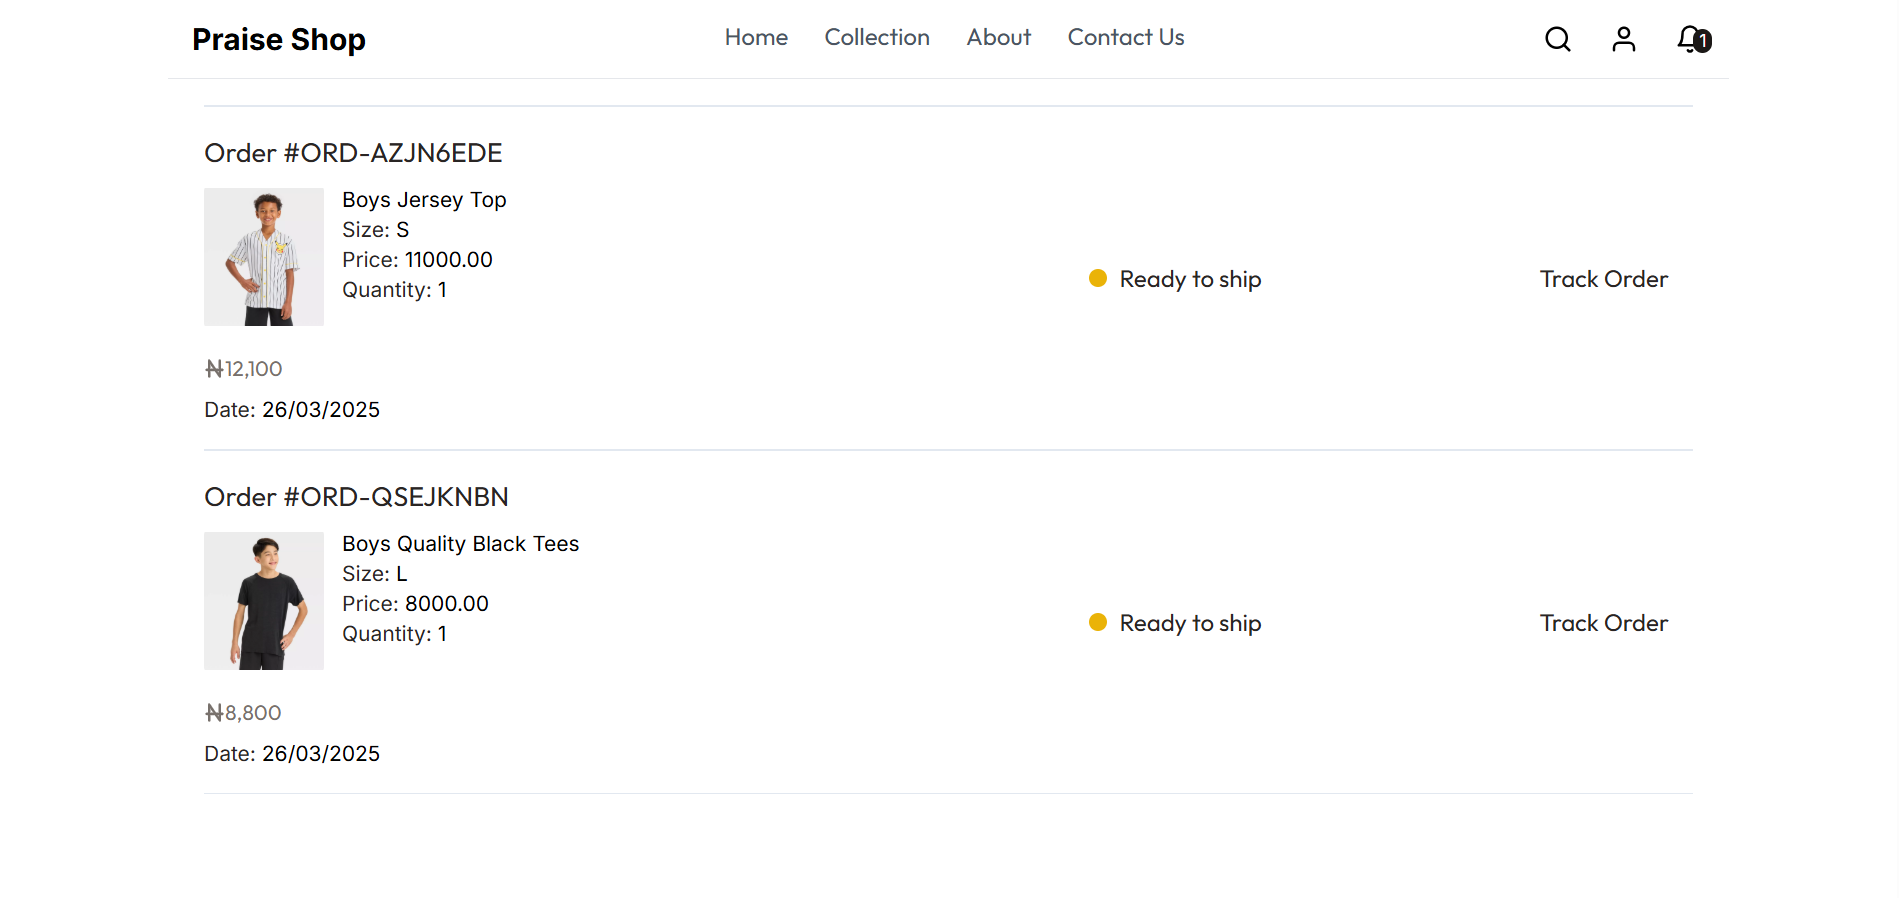 Praise Shop
Home Collection About Contact Us
1
Order #ORD-AZJN6EDE
Boys Jersey Top
Size: S
Price: 11000.00
Quantity: 1
Ready to ship
Track Order
₦12,100
Date: 26/03/2025
Order #ORD-QSEJKNBN
Boys Quality Black Tees
Size: L
Price: 8000.00
Quantity: 1
Ready to ship
Track Order
₦8,800
Date: 26/03/2025